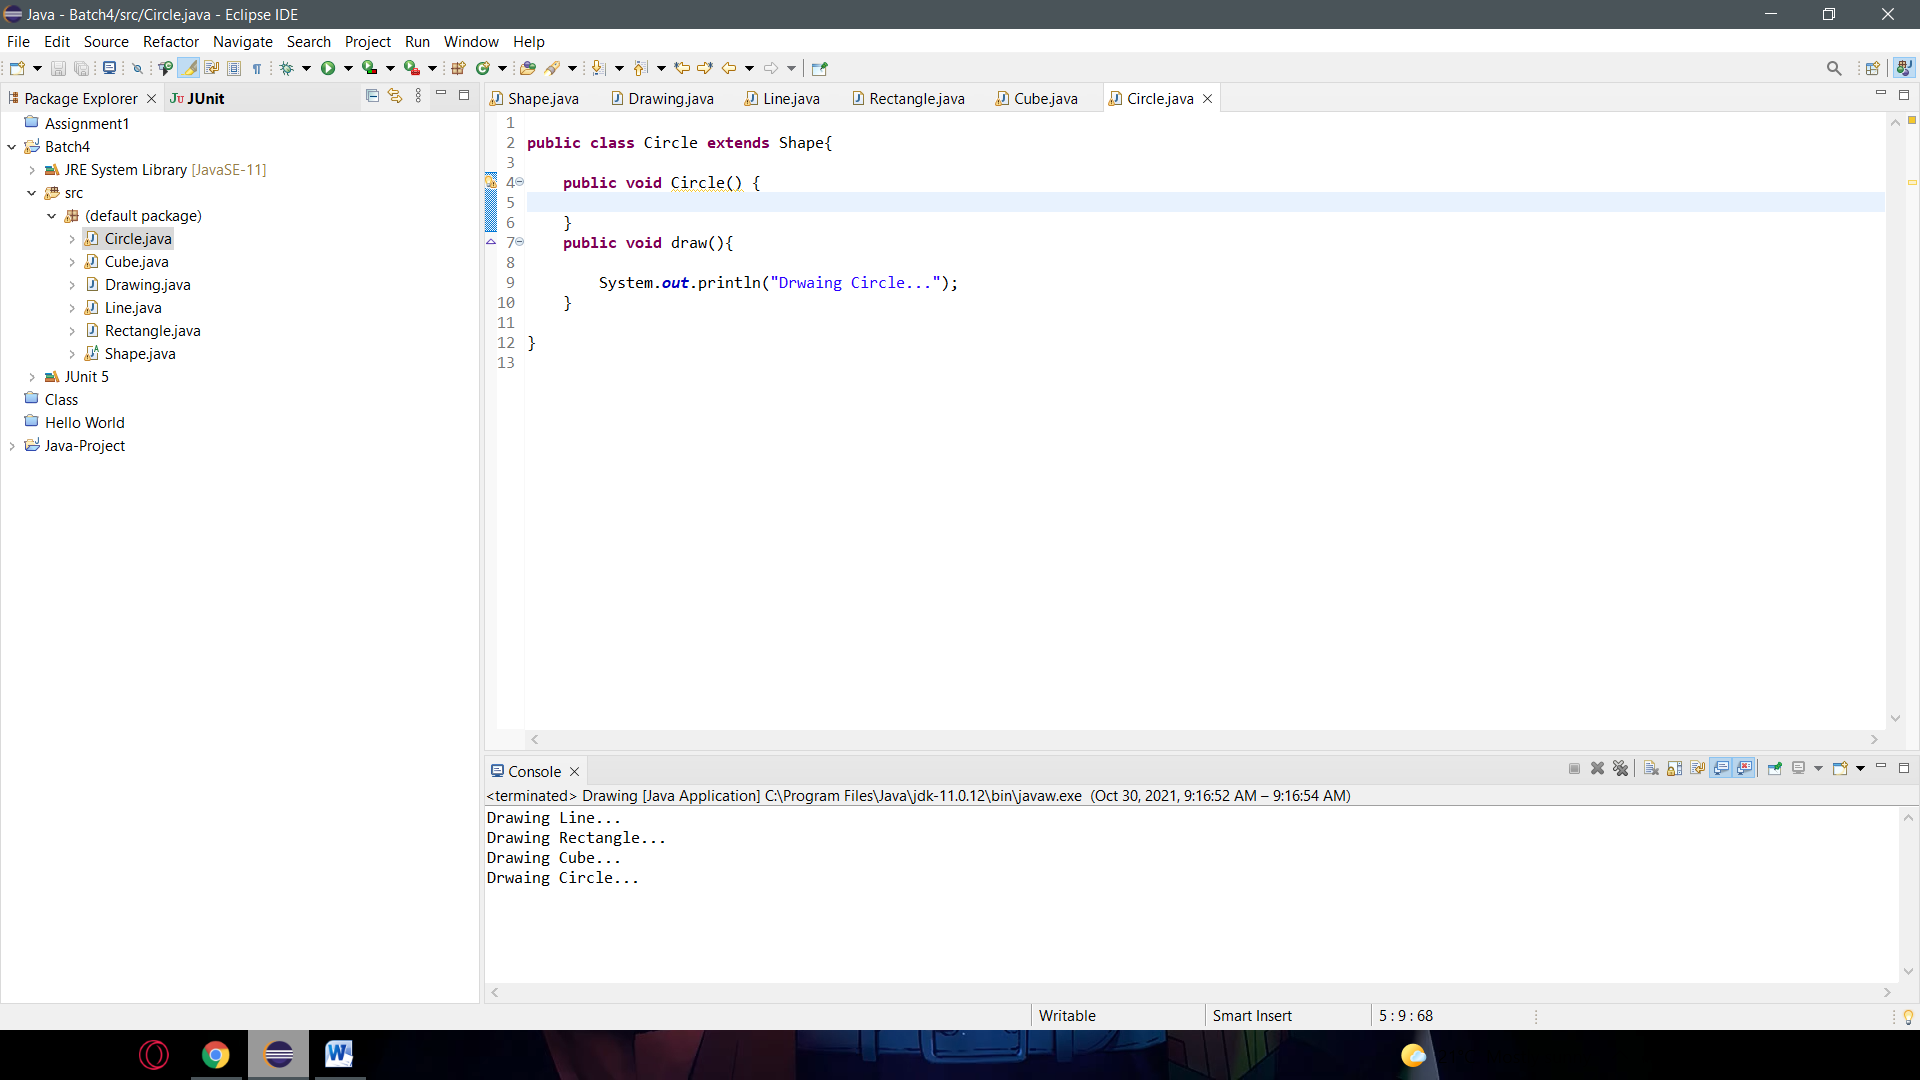 Java - Batch4/src/Circle.java - Eclipse IDE
File Edit Source Refactor Navigate Search Project Run Window Help
Package Explorer JUnit
Assignment1
Batch4
JRE System Library [JavaSE-11]
src
(default package)
Circle.java
Cube.java
Drawing.java
Line.java
Rectangle.java
Shape.java
JUnit 5
Class
Hello World
Java-Project
Shape.java Drawing.java Line.java Rectangle.java Cube.java Circle.java
1
2 public class Circle extends Shape{
3
4 public void Circle() {
5
6 }
7 public void draw(){
8
9 System.out.println("Drwaing Circle...");
10 }
11
12 }
13
Console
<terminated> Drawing [Java Application] C:\Program Files\Java\jdk-11.0.12\bin\javaw.exe (Oct 30, 2021, 9:16:52 AM – 9:16:54 AM)
Drawing Line...
Drawing Rectangle...
Drawing Cube...
Drwaing Circle...
Writable Smart Insert 5 : 9 : 68